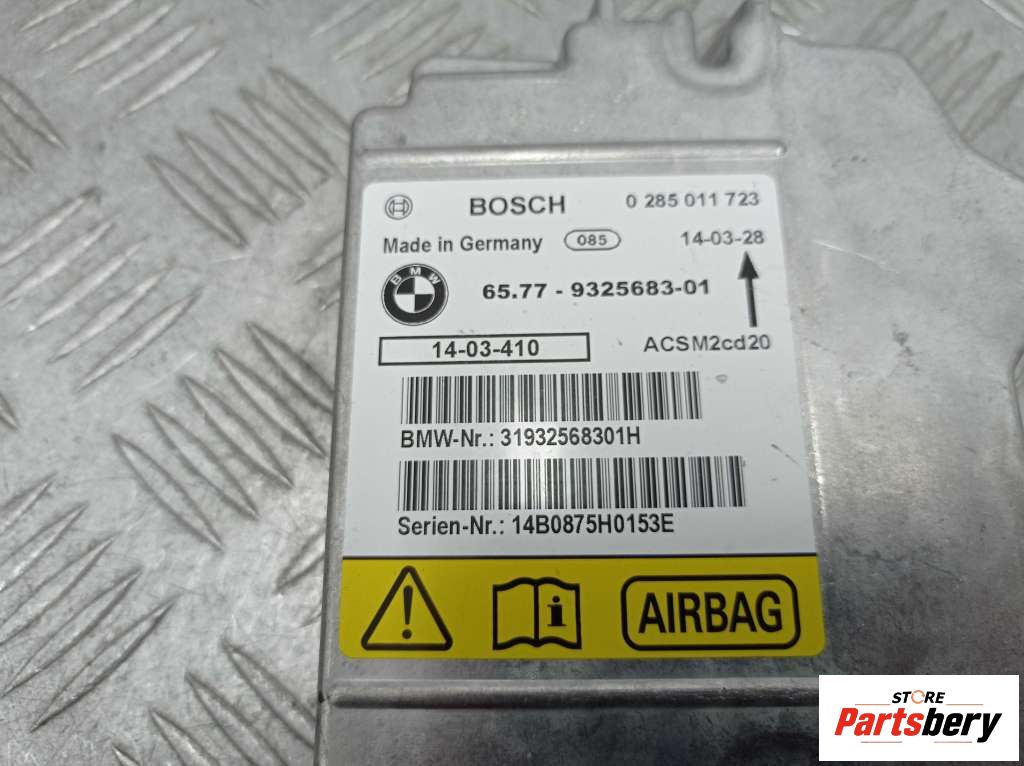 BOSCH 0 285 011 723
Made in Germany 085 14-03-28
BMW 65.77 - 9325683-01
14-03-410 ACSM2cd20
BMW-Nr.: 31932568301H
Serien-Nr.: 14B0875H0153E
AIRBAG
STORE
Partsbery